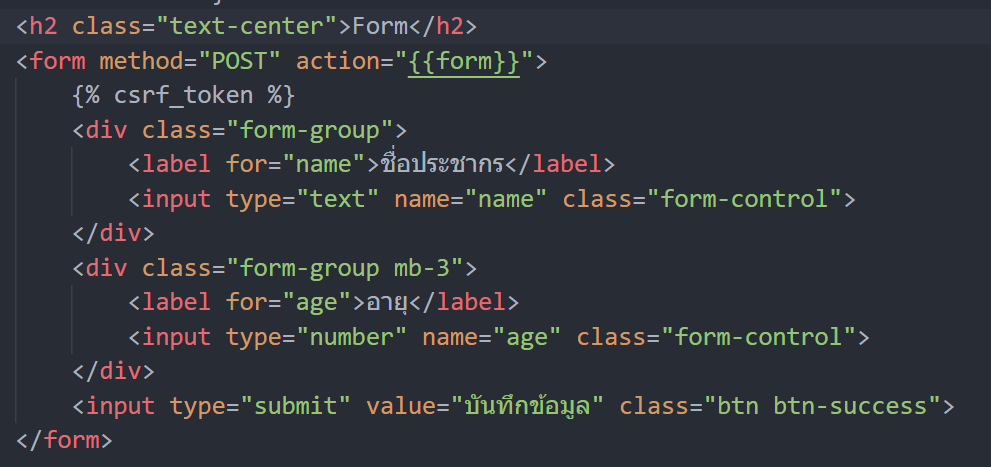 <h2 class="text-center">Form</h2>
<form method="POST" action="{{form}}">
{% csrf_token %}
<div class="form-group">
<label for="name">ชื่อประชากร</label>
<input type="text" name="name" class="form-control">
</div>
<div class="form-group mb-3">
<label for="age">อายุ</label>
<input type="number" name="age" class="form-control">
</div>
<input type="submit" value="บันทึกข้อมูล" class="btn btn-success">
</form>